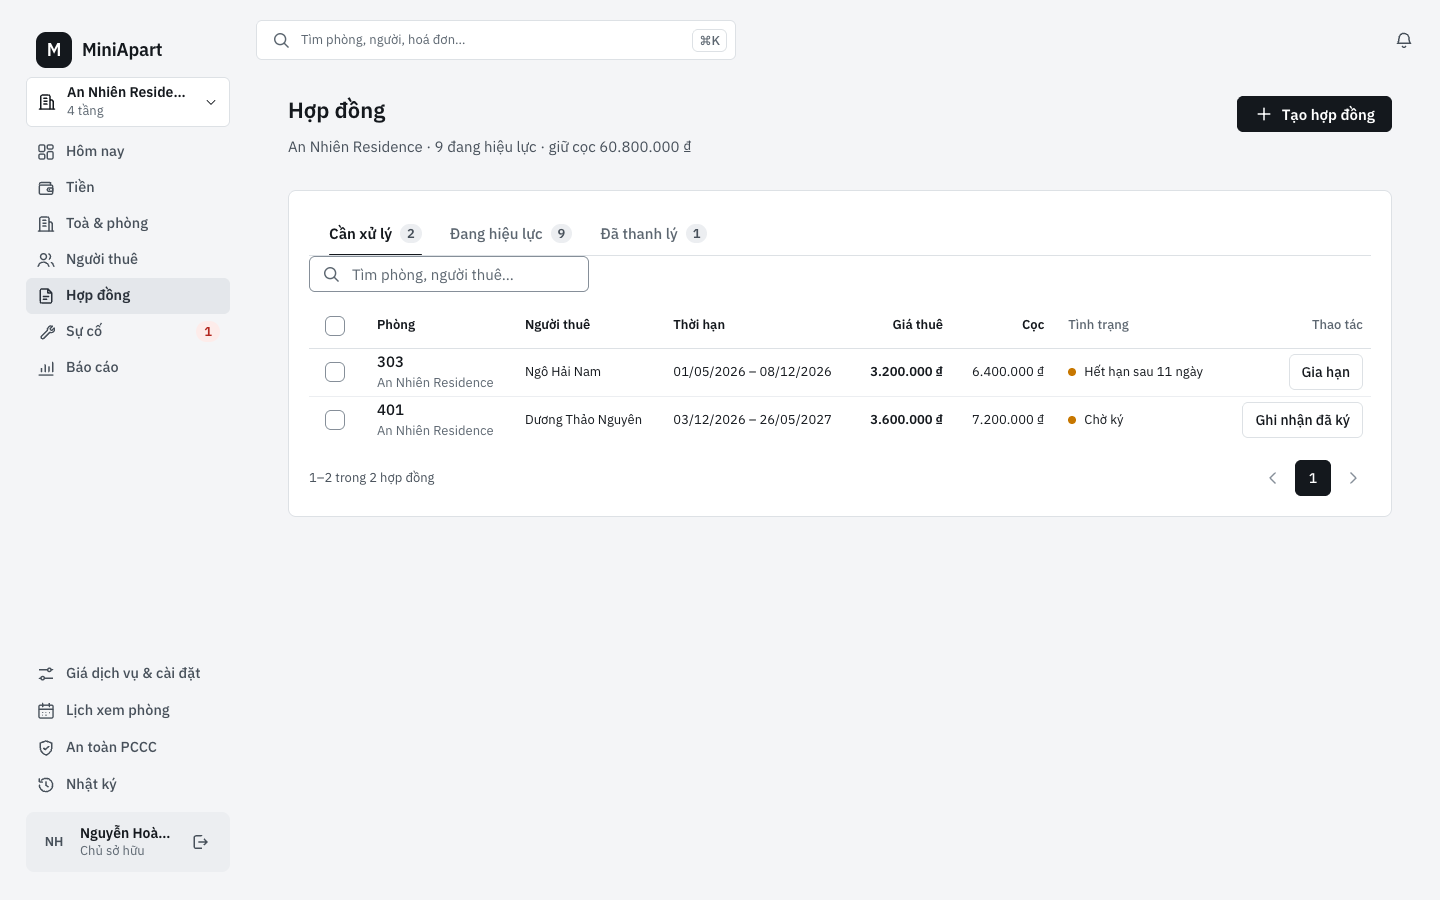 M MiniApart
Tìm phòng, người, hoá đơn... ⌘K
An Nhiên Reside...
4 tầng
Hôm nay
Tiền
Toà & phòng
Người thuê
Hợp đồng
Sự cố 1
Báo cáo
Giá dịch vụ & cài đặt
Lịch xem phòng
An toàn PCCC
Nhật ký
NH Nguyễn Hoà...
Chủ sở hữu
Hợp đồng
An Nhiên Residence · 9 đang hiệu lực · giữ cọc 60.800.000 ₫
Tạo hợp đồng
Cần xử lý 2 Đang hiệu lực 9 Đã thanh lý 1
Tìm phòng, người thuê...
Phòng Người thuê Thời hạn Giá thuê Cọc Tình trạng Thao tác
303 Ngô Hải Nam 01/05/2026 – 08/12/2026 3.200.000 ₫ 6.400.000 ₫ Hết hạn sau 11 ngày Gia hạn
An Nhiên Residence
401 Dương Thảo Nguyên 03/12/2026 – 26/05/2027 3.600.000 ₫ 7.200.000 ₫ Chờ ký Ghi nhận đã ký
An Nhiên Residence
1–2 trong 2 hợp đồng 1